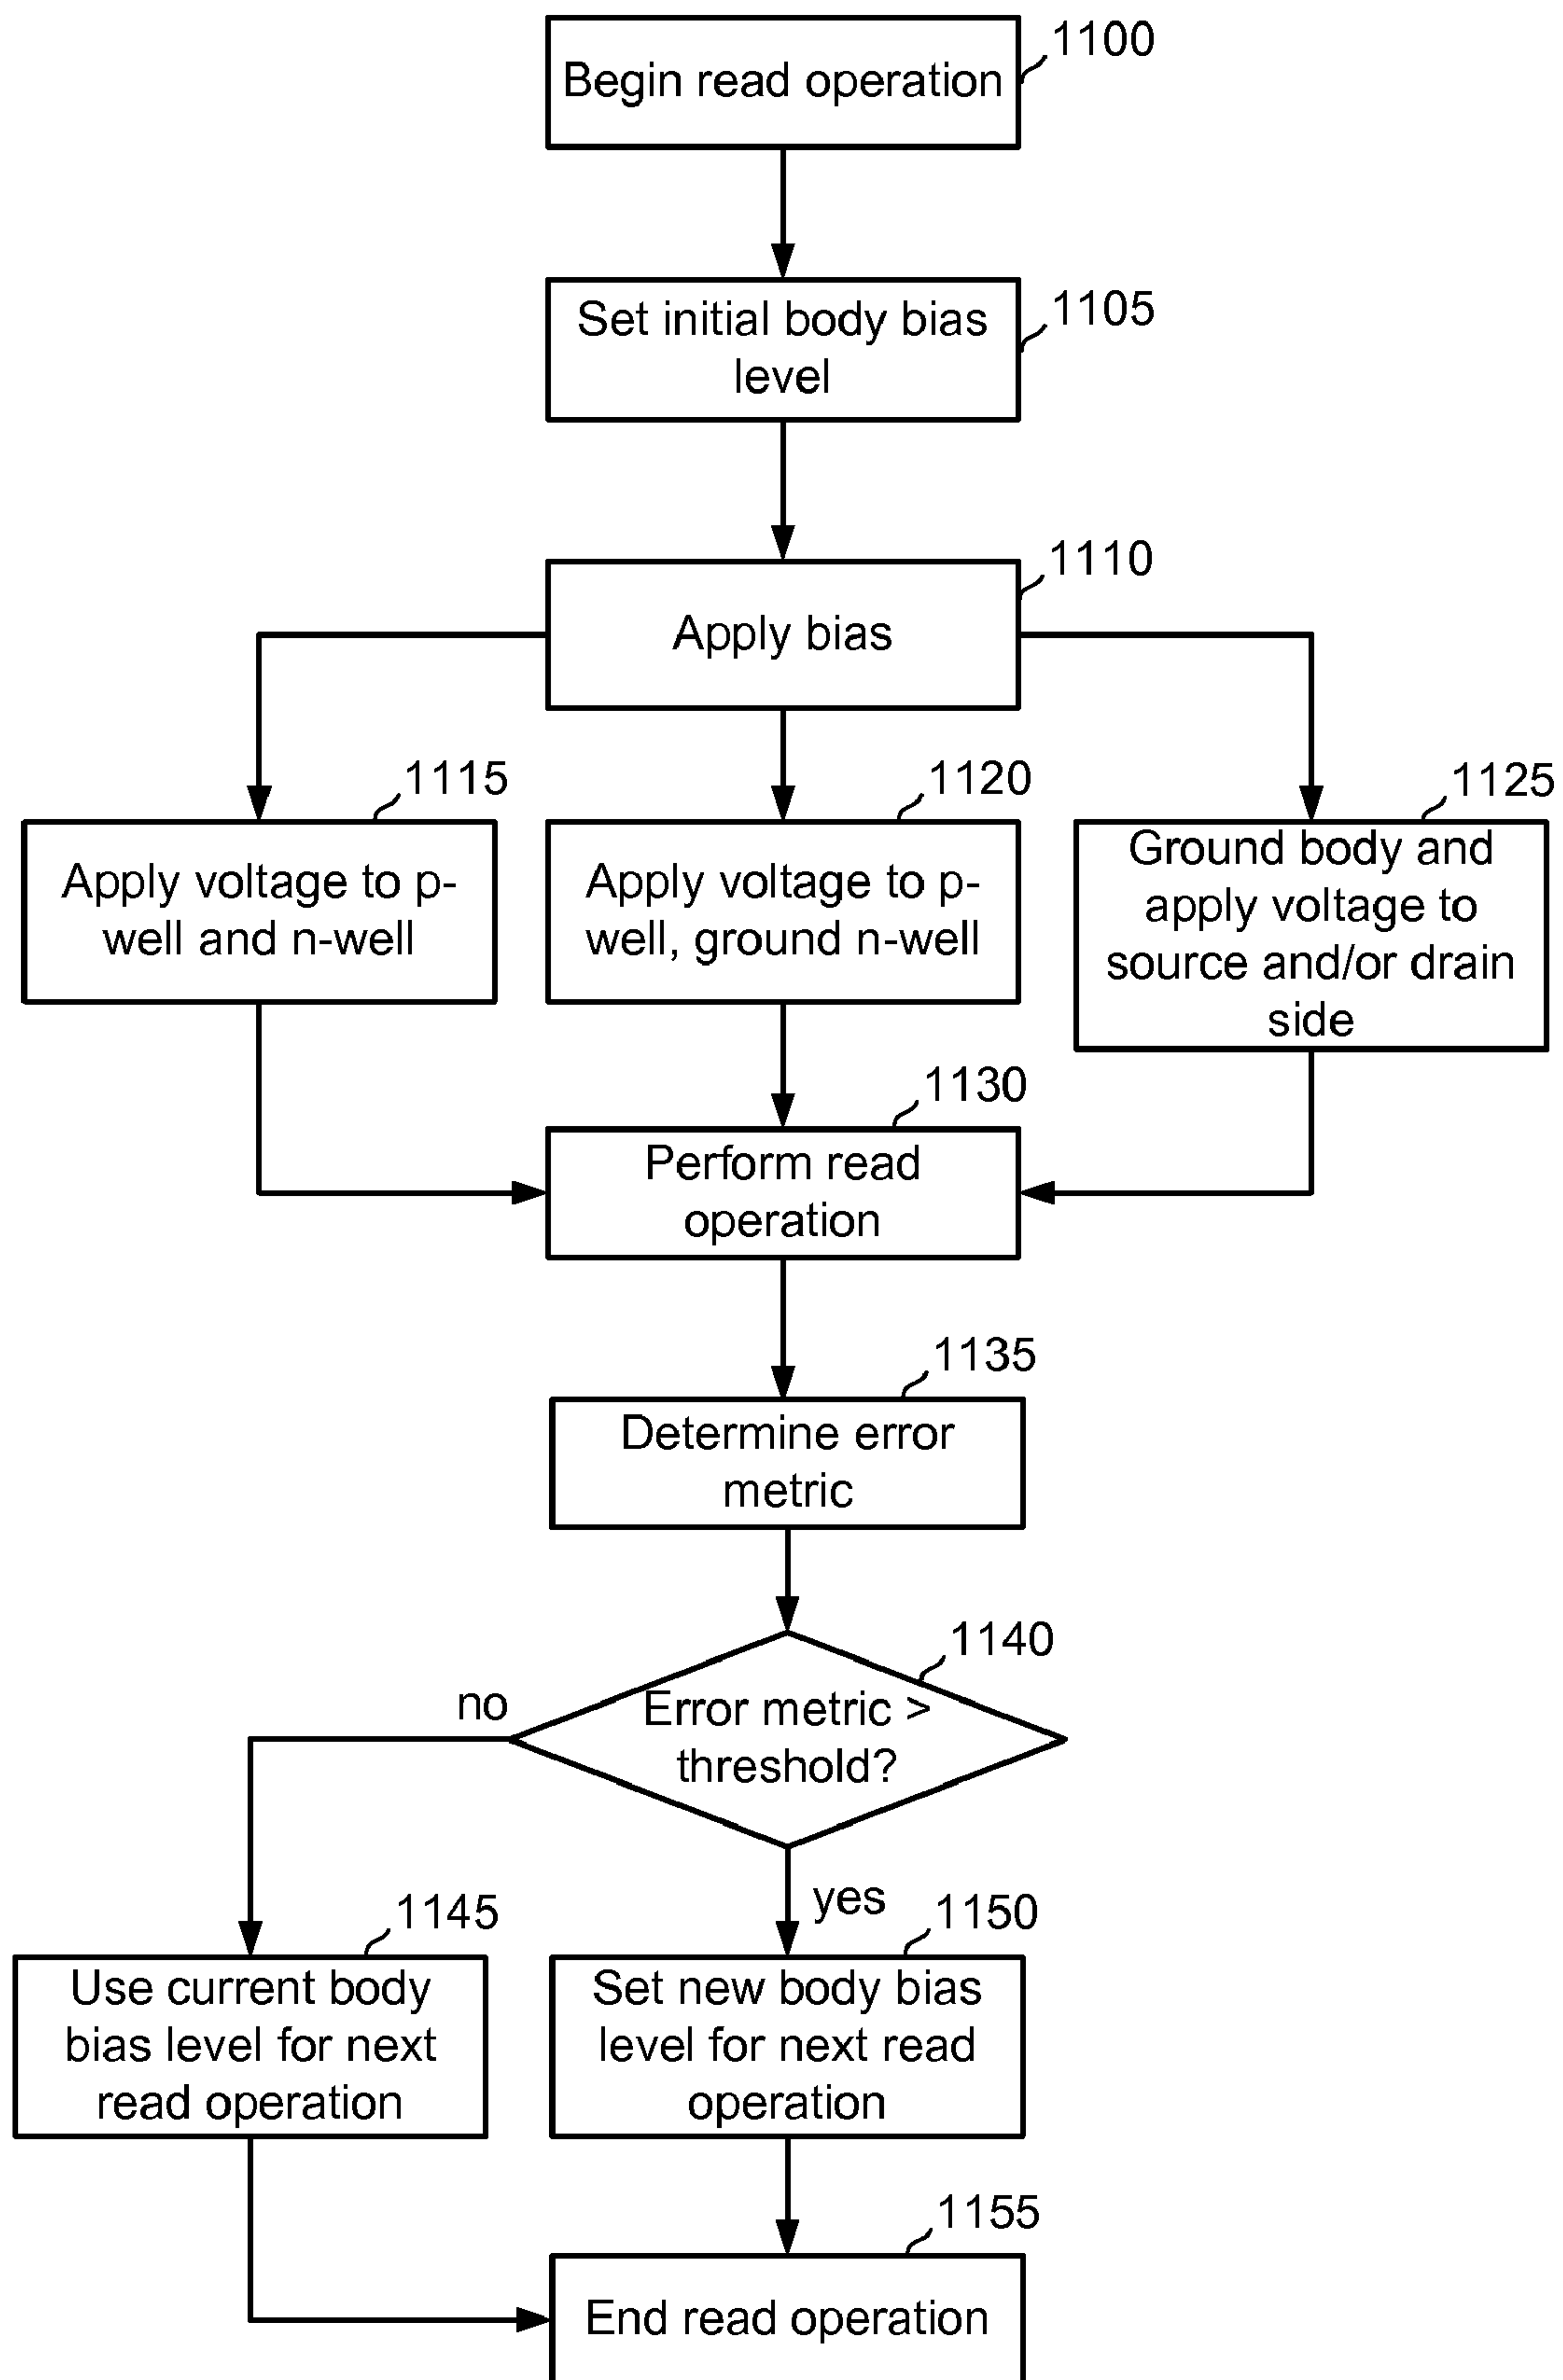 Begin read operation
1100
Set initial body bias
level
1105
Apply bias
1110
1115
Apply voltage to p-
well and n-well
1120
Apply voltage to p-
well, ground n-well
1125
Ground body and
apply voltage to
source and/or drain
side
1130
Perform read
operation
1135
Determine error
metric
1140
Error metric >
threshold?
no
yes
1145
Use current body
bias level for next
read operation
1150
Set new body bias
level for next read
operation
1155
End read operation